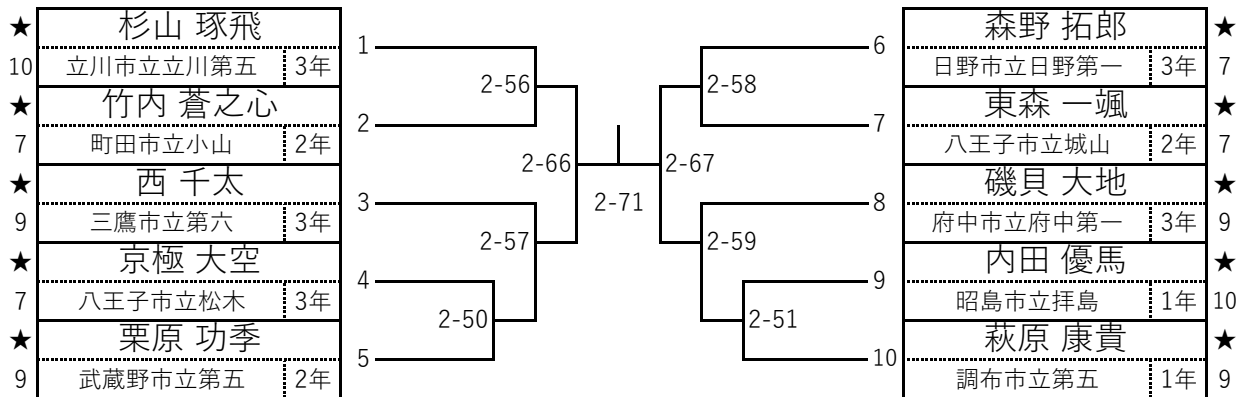 ★ 杉山 琢飛
10 立川市立立川第五 3年
★ 竹内 蒼之心
7 町田市立小山 2年
★ 西 千太
9 三鷹市立第六 3年
★ 京極 大空
7 八王子市立松木 3年
★ 栗原 功季
9 武蔵野市立第五 2年
1
2
3
4
5
2-56
2-57
2-50
2-66
2-71
2-67
2-58
2-59
2-51
6
7
8
9
10
森野 拓郎 ★
日野市立日野第一 3年 7
東森 一颯 ★
八王子市立城山 2年 7
磯貝 大地 ★
府中市立府中第一 3年 9
内田 優馬 ★
昭島市立拝島 1年 10
萩原 康貴 ★
調布市立第五 1年 9